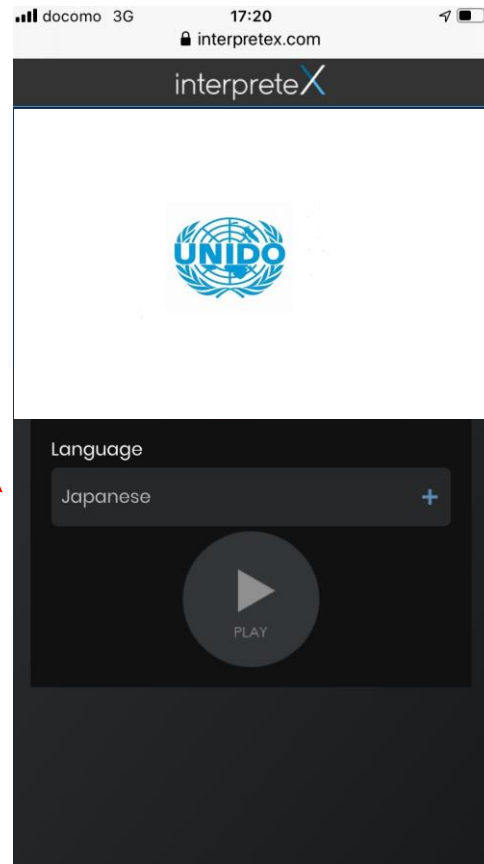 docomo 3G 17:20
interpretex.com
interpreteX
UNIDO
Language
Japanese +
PLAY